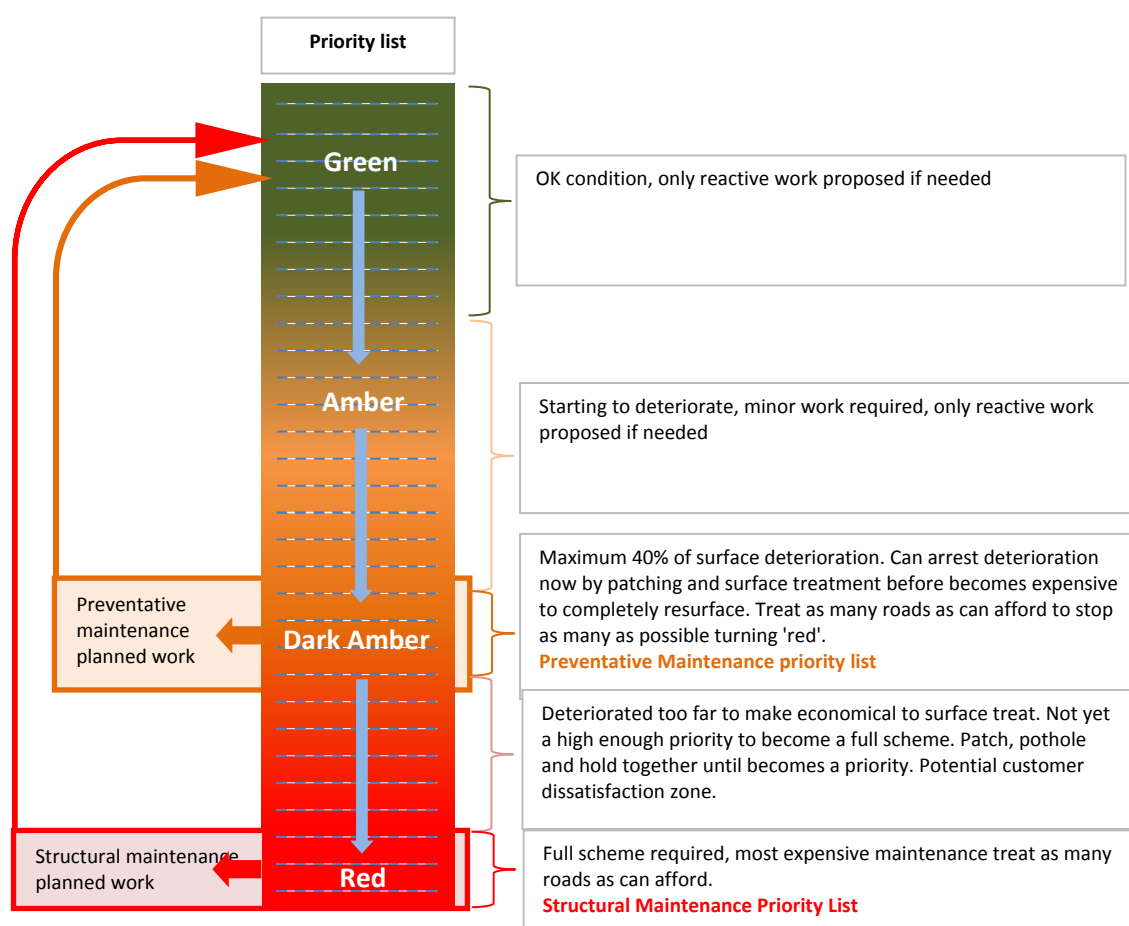 Priority list
Green
OK condition, only reactive work proposed if needed
Amber
Starting to deteriorate, minor work required, only reactive work
proposed if needed
Maximum 40% of surface deterioration. Can arrest deterioration
now by patching and surface treatment before becomes expensive
to completely resurface. Treat as many roads as can afford to stop
as many as possible turning 'red'.
Preventative Maintenance priority list
Preventative
maintenance
planned work
Dark Amber
Deteriorated too far to make economical to surface treat. Not yet
a high enough priority to become a full scheme. Patch, pothole
and hold together until becomes a priority. Potential customer
dissatisfaction zone.
Structural maintenance
planned work
Red
Full scheme required, most expensive maintenance treat as many
roads as can afford.
Structural Maintenance Priority List